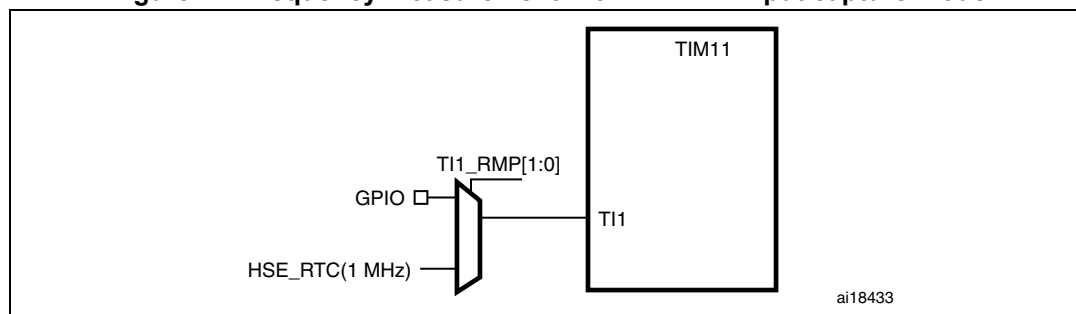 TIM11
TI1_RMP[1:0]
GPIO
TI1
HSE_RTC(1 MHz)
ai18433